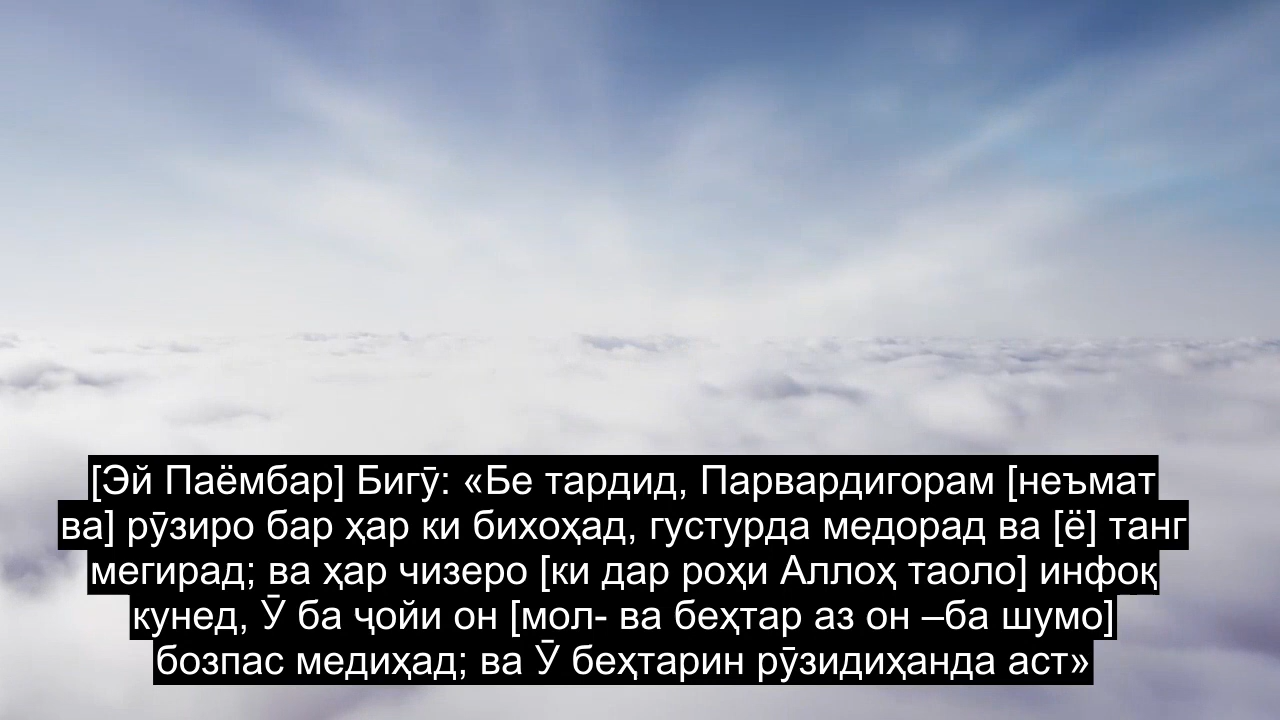 [Эй Паёмбар] Бигӯ: «Бе тардид, Парвардигорам [неъмат
ва] рӯзиро бар ҳар ки бихоҳад, густурда медорад ва [ё] танг
мегирад; ва ҳар чизеро [ки дар роҳи Аллоҳ таоло] инфоқ
кунед, Ӯ ба ҷойи он [мол- ва беҳтар аз он –ба шумо]
бозпас медиҳад; ва Ӯ беҳтарин рӯзидиҳанда аст»